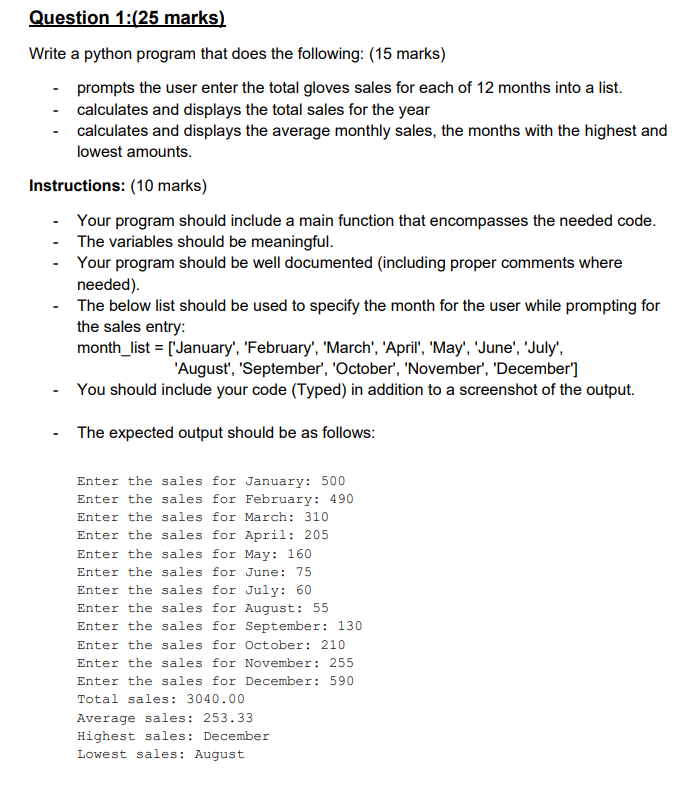 Question 1:(25 marks)
Write a python program that does the following: (15 marks)
- prompts the user enter the total gloves sales for each of 12 months into a list.
- calculates and displays the total sales for the year
- calculates and displays the average monthly sales, the months with the highest and
lowest amounts.
Instructions: (10 marks)
- Your program should include a main function that encompasses the needed code.
- The variables should be meaningful.
- Your program should be well documented (including proper comments where
needed).
- The below list should be used to specify the month for the user while prompting for
the sales entry:
month_list = ['January', 'February', 'March', 'April', 'May', 'June', 'July',
'August', 'September', 'October', 'November', 'December']
- You should include your code (Typed) in addition to a screenshot of the output.
- The expected output should be as follows:
Enter the sales for January: 500
Enter the sales for February: 490
Enter the sales for March: 310
Enter the sales for April: 205
Enter the sales for May: 160
Enter the sales for June: 75
Enter the sales for July: 60
Enter the sales for August: 55
Enter the sales for September: 130
Enter the sales for October: 210
Enter the sales for November: 255
Enter the sales for December: 590
Total sales: 3040.00
Average sales: 253.33
Highest sales: December
Lowest sales: August